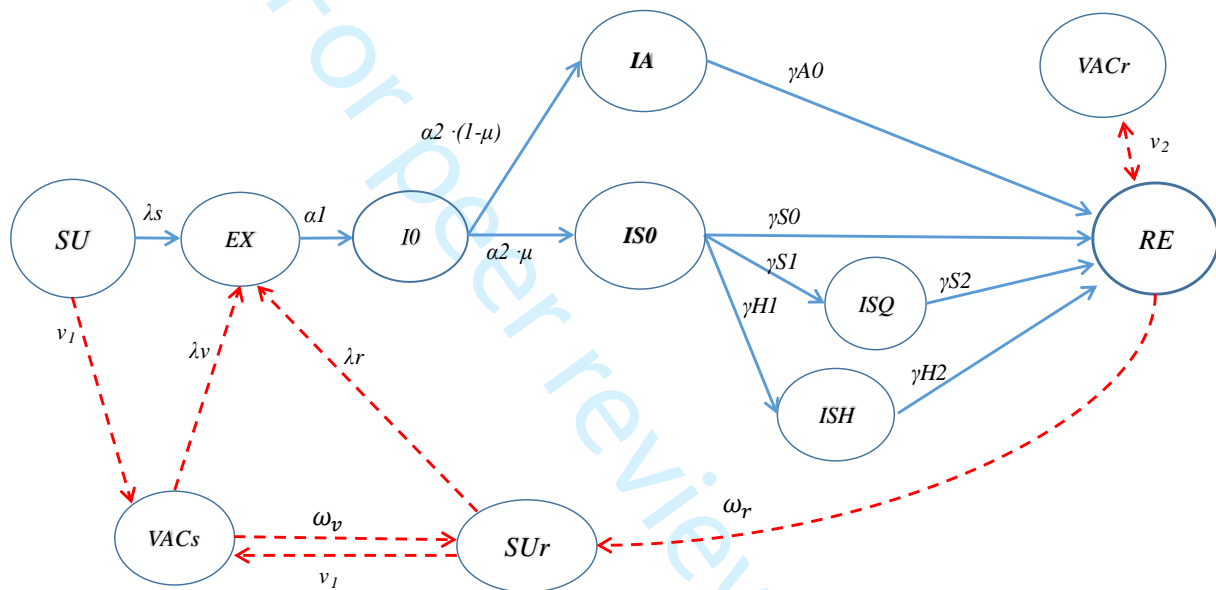 For peer review
IA
VACr
γA0
α2 ·(1-μ)
v₂
SU
λs
EX
α1
I0
α2 ·μ
IS0
γS0
RE
γS1
γH1
ISQ
γS2
v₁
λv
λr
ISH
γH2
VACs
ω𝑣
SUr
ω𝑟
v₁